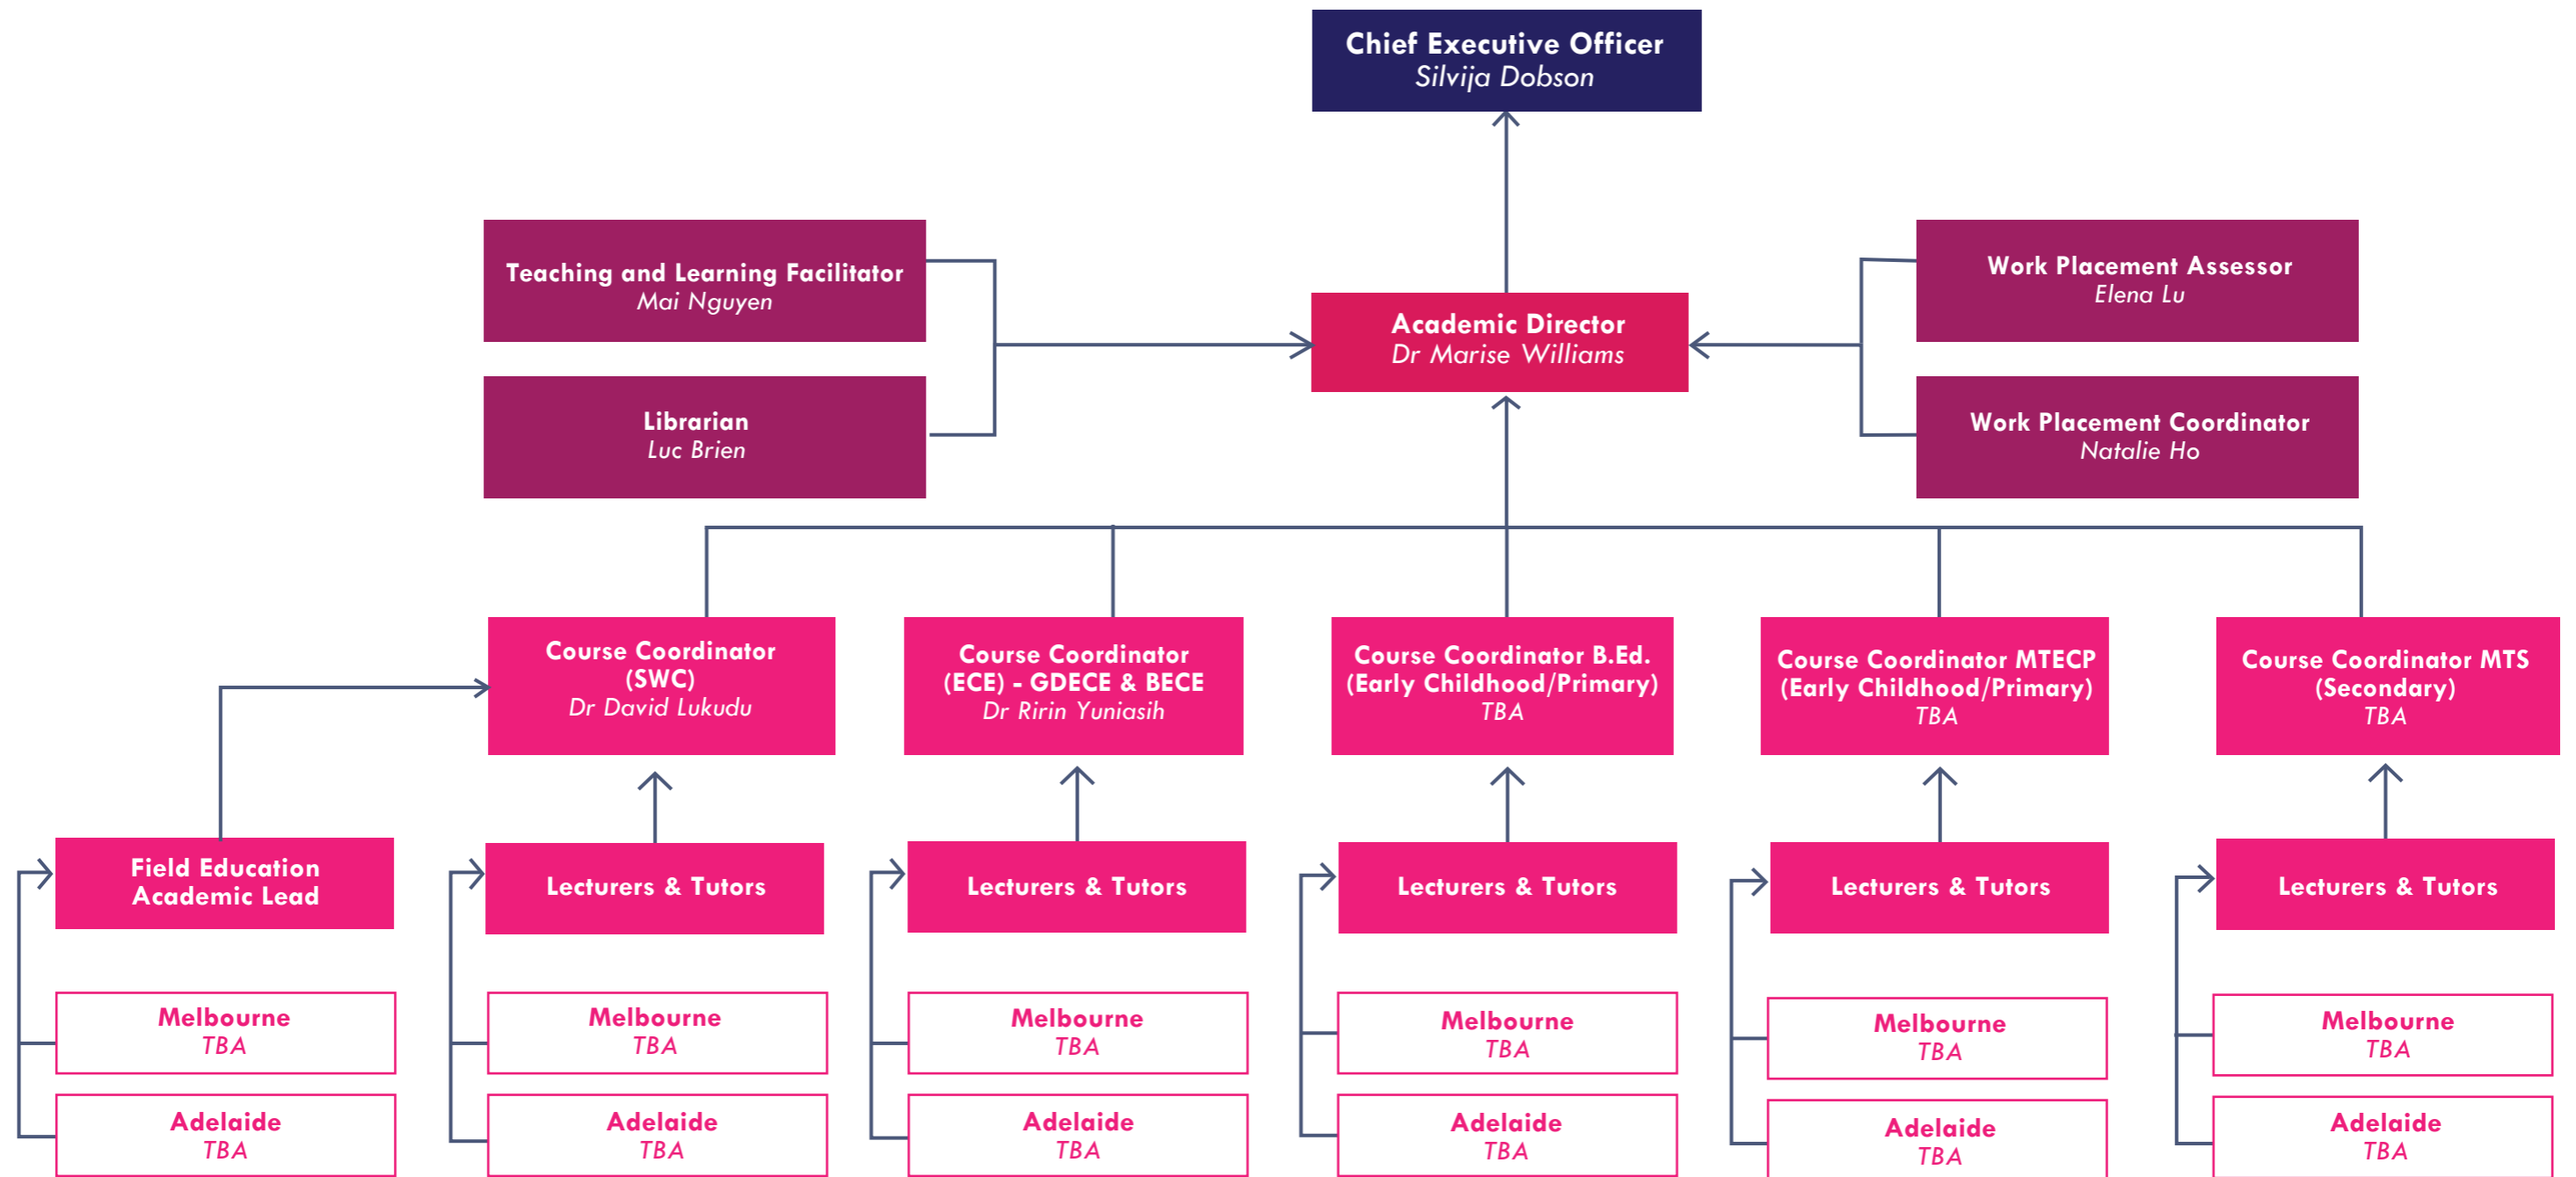 Chief Executive Officer
Silvija Dobson
Teaching and Learning Facilitator
Mai Nguyen
Work Placement Assessor
Elena Lu
Academic Director
Dr Marise Williams
Librarian
Luc Brien
Work Placement Coordinator
Natalie Ho
Course Coordinator
(SWC)
Dr David Lukudu
Course Coordinator
(ECE) - GDECE & BECE
Dr Ririn Yuniasih
Course Coordinator B.Ed.
(Early Childhood/Primary)
TBA
Course Coordinator MTECP
(Early Childhood/Primary)
TBA
Course Coordinator MTS
(Secondary)
TBA
Field Education
Academic Lead
Lecturers & Tutors
Lecturers & Tutors
Lecturers & Tutors
Lecturers & Tutors
Lecturers & Tutors
Melbourne
TBA
Melbourne
TBA
Melbourne
TBA
Melbourne
TBA
Melbourne
TBA
Melbourne
TBA
Adelaide
TBA
Adelaide
TBA
Adelaide
TBA
Adelaide
TBA
Adelaide
TBA
Adelaide
TBA